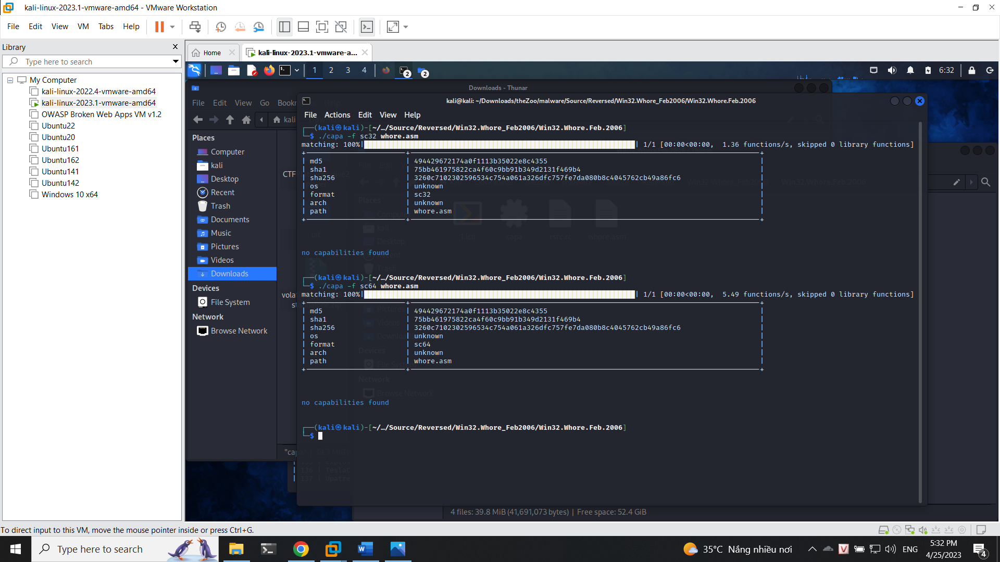 kali-linux-2023.1-vmware-amd64 - VMware Workstation
File Edit View VM Tabs Help
Library
Type here to search
My Computer
kali-linux-2022.4-vmware-amd64
kali-linux-2023.1-vmware-amd64
OWASP Broken Web Apps VM v1.2
Ubuntu22
Ubuntu20
Ubuntu161
Ubuntu162
Ubuntu141
Ubuntu142
Windows 10 x64
Home kali-linux-2023.1-vmware-a...
1 2 3 4 2 2 6:32
Downloads - Thunar
File Edit View Go Bookr
kali
Places
Computer
kali
Desktop
Recent
Trash
Documents
Music
Pictures
Videos
Downloads
Devices
File System
Network
Browse Network
CTF
vola
st
"cap
kali@kali: ~/Downloads/theZoo/malware/Source/Reversed/Win32.Whore_Feb2006/Win32.Whore.Feb.2006
File Actions Edit View Help
┌──(kali㉿kali)-[~/…/Source/Reversed/Win32.Whore_Feb2006/Win32.Whore.Feb.2006]
└─$ ./capa -f sc32 whore.asm
matching: 100%| | 1/1 [00:00<00:00, 1.36 functions/s, skipped 0 library functions]
md5 494429672174a0f1113b35022e8c4355
sha1 75bb461975822ca4f60c9bb91b349d2131f469b4
sha256 3260c7102302596534c754a061a326dfc757fe7da080b8c4045762cb49a86fc6
os unknown
format sc32
arch unknown
path whore.asm
no capabilities found
┌──(kali㉿kali)-[~/…/Source/Reversed/Win32.Whore_Feb2006/Win32.Whore.Feb.2006]
└─$ ./capa -f sc64 whore.asm
matching: 100%| | 1/1 [00:00<00:00, 5.49 functions/s, skipped 0 library functions]
md5 494429672174a0f1113b35022e8c4355
sha1 75bb461975822ca4f60c9bb91b349d2131f469b4
sha256 3260c7102302596534c754a061a326dfc757fe7da080b8c4045762cb49a86fc6
os unknown
format sc64
arch unknown
path whore.asm
no capabilities found
┌──(kali㉿kali)-[~/…/Source/Reversed/Win32.Whore_Feb2006/Win32.Whore.Feb.2006]
└─$
136 TeslaC
137 Upatre
4 files: 39.8 MiB (41,691,073 bytes) | Free space: 52.4 GiB
To direct input to this VM, move the mouse pointer inside or press Ctrl+G.
Type here to search
35°C Nắng nhiều nơi
ENG
5:32 PM
4/25/2023
4